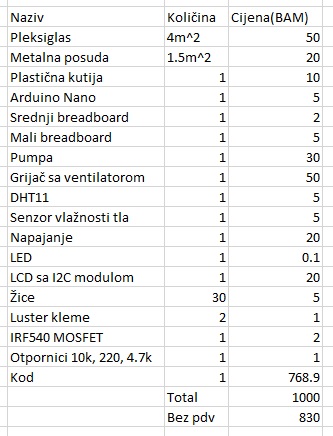 Naziv Količina Cijena(BAM)
Pleksiglas 4m^2 50
Metalna posuda 1.5m^2 20
Plastična kutija 1 10
Arduino Nano 1 5
Srednji breadboard 1 2
Mali breadboard 1 5
Pumpa 1 30
Grijač sa ventilatorom 1 50
DHT11 1 5
Senzor vlažnosti tla 1 5
Napajanje 1 20
LED 1 0.1
LCD sa I2C modulom 1 20
Žice 30 5
Luster kleme 2 1
IRF540 MOSFET 1 2
Otpornici 10k, 220, 4.7k 1 1
Kod 1 768.9
Total 1000
Bez pdv 830